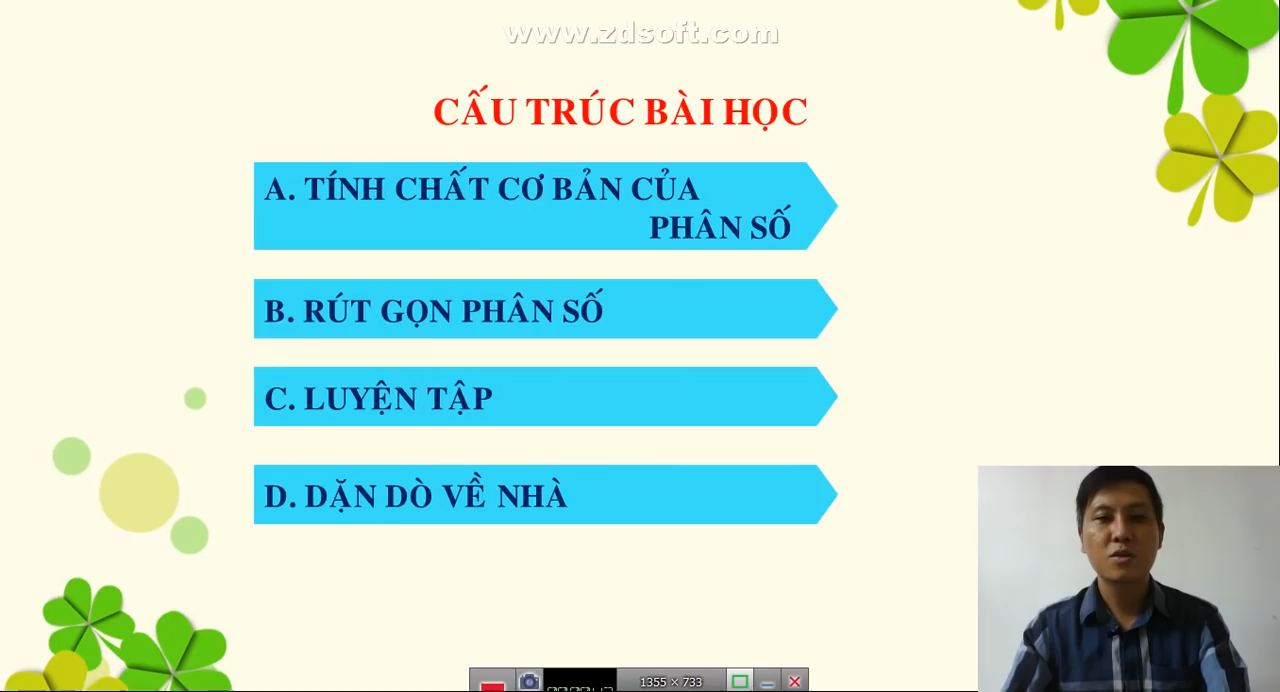 www.zdsoft.com
CẤU TRÚC BÀI HỌC
A. TÍNH CHẤT CƠ BẢN CỦA
PHÂN SỐ
B. RÚT GỌN PHÂN SỐ
C. LUYỆN TẬP
D. DẶN DÒ VỀ NHÀ
1355 × 733